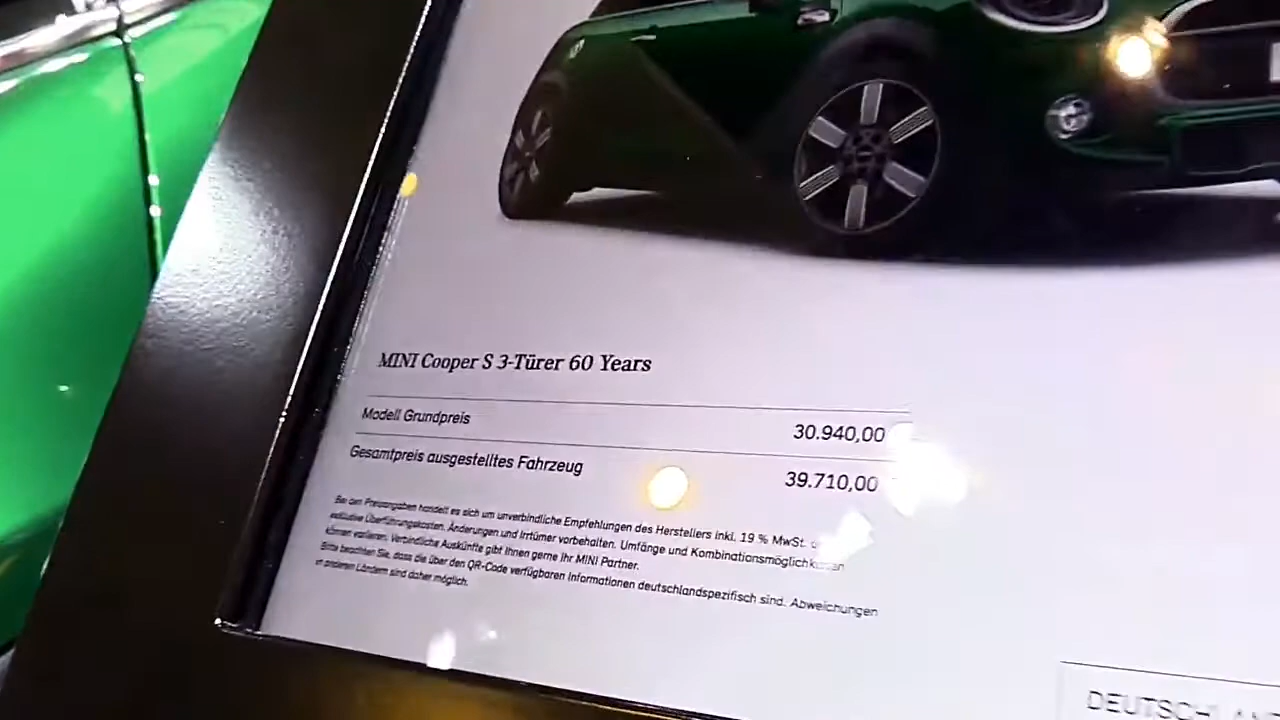 MINI Cooper S 3-Türer 60 Years
Modell Grundpreis 30.940,00
Gesamtpreis ausgestelltes Fahrzeug 39.710,00
Bei den Preisangaben handelt es sich um unverbindliche Empfehlungen des Herstellers inkl. 19 % MwSt.
exklusive Überführungskosten. Änderungen und Irrtümer vorbehalten. Umfänge und Kombinationsmöglichkeiten
können variieren. Verbindliche Auskünfte gibt Ihnen gerne Ihr MINI Partner.
Bitte beachten Sie, dass die über den QR-Code verfügbaren Informationen deutschlandspezifisch sind. Abweichungen
in anderen Ländern sind daher möglich.
DEUTSCHLAND